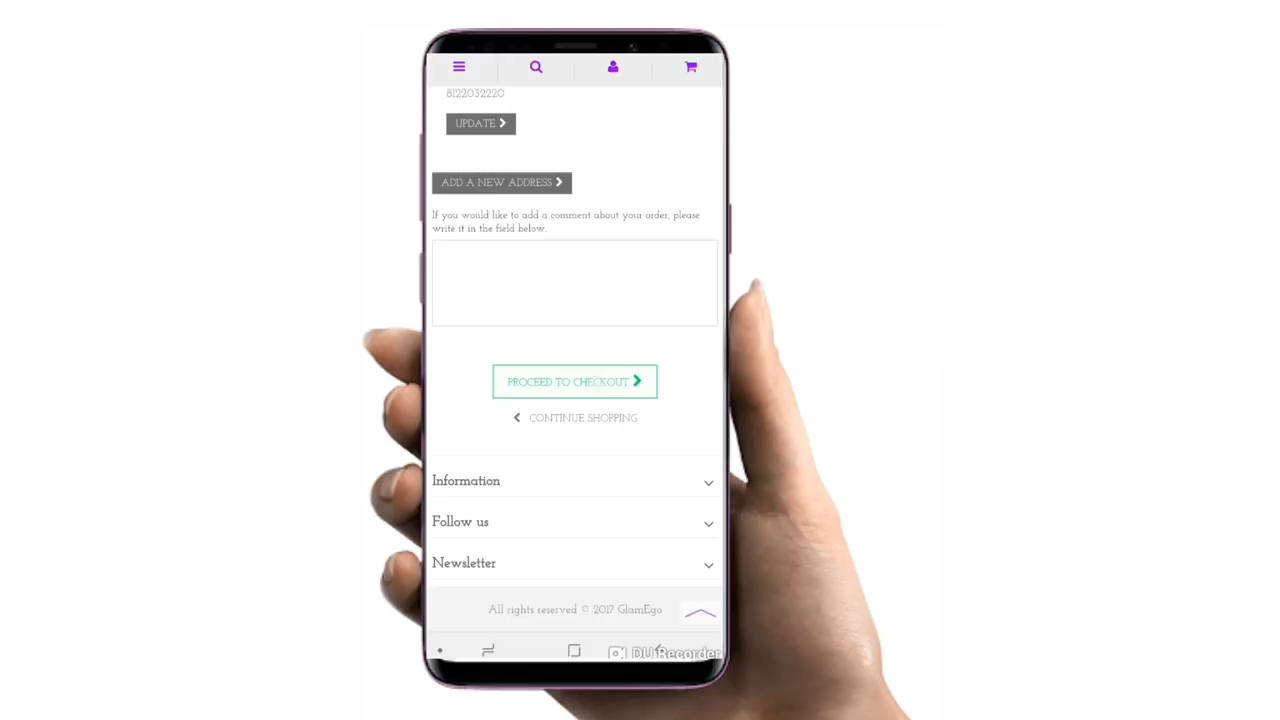 8122032220
UPDATE
ADD A NEW ADDRESS
If you would like to add a comment about your order, please
write it in the field below.
PROCEED TO CHECKOUT
CONTINUE SHOPPING
Information
Follow us
Newsletter
All rights reserved © 2017 GlamEgo
DU Recorder